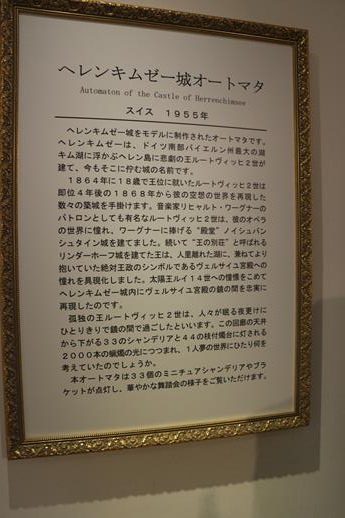 ヘレンキムゼー城オートマタ
Automaton of the Castle of Herrenchimsee
スイス　1955年
ヘレンキムゼー城をモデルに制作されたオートマタです。
ヘレンキムゼーは、ドイツ南部バイエルン州最大の湖
キム湖に浮かぶヘレン島に悲劇の王ルートヴィッヒ2世が
建て、今もそこに佇む城の名前です。
1864年に18歳で王位に就いたルートヴィッヒ2世は
即位4年後の1868年から彼の空想の世界を再現した
数々の築城を手掛けます。音楽家リヒャルト・ワーグナーの
パトロンとしても有名なルートヴィッヒ2世は、彼のオペラ
の世界に憧れ、ワーグナーに捧げる“殿堂”ノイシュバン
シュタイン城を建てました。続いて“王の別荘”と呼ばれる
リンダーホーフ城を建てた王は、人里離れた湖に、兼ねてより
抱いていた絶対王政のシンボルであるヴェルサイユ宮殿への
憧れを具現化しました。太陽王ルイ14世への憧憬をこめて
ヘレンキムゼー城内にヴェルサイユ宮殿の鏡の間を忠実に
再現したのです。
孤独の王ルートヴィッヒ2世は、人々が眠る夜更けに
ひとりきりで鏡の間で過ごしたといいます。この回廊の天井
から下がる33のシャンデリアと44の枝付燭台に灯される
2000本の蝋燭の光につつまれ、1人夢の世界にひたり何を
考えていたのでしょうか。
本オートマタは33個のミニチュアシャンデリアやブラ
ケットが点灯し、華やかな舞踏会の様子をご覧いただけます。